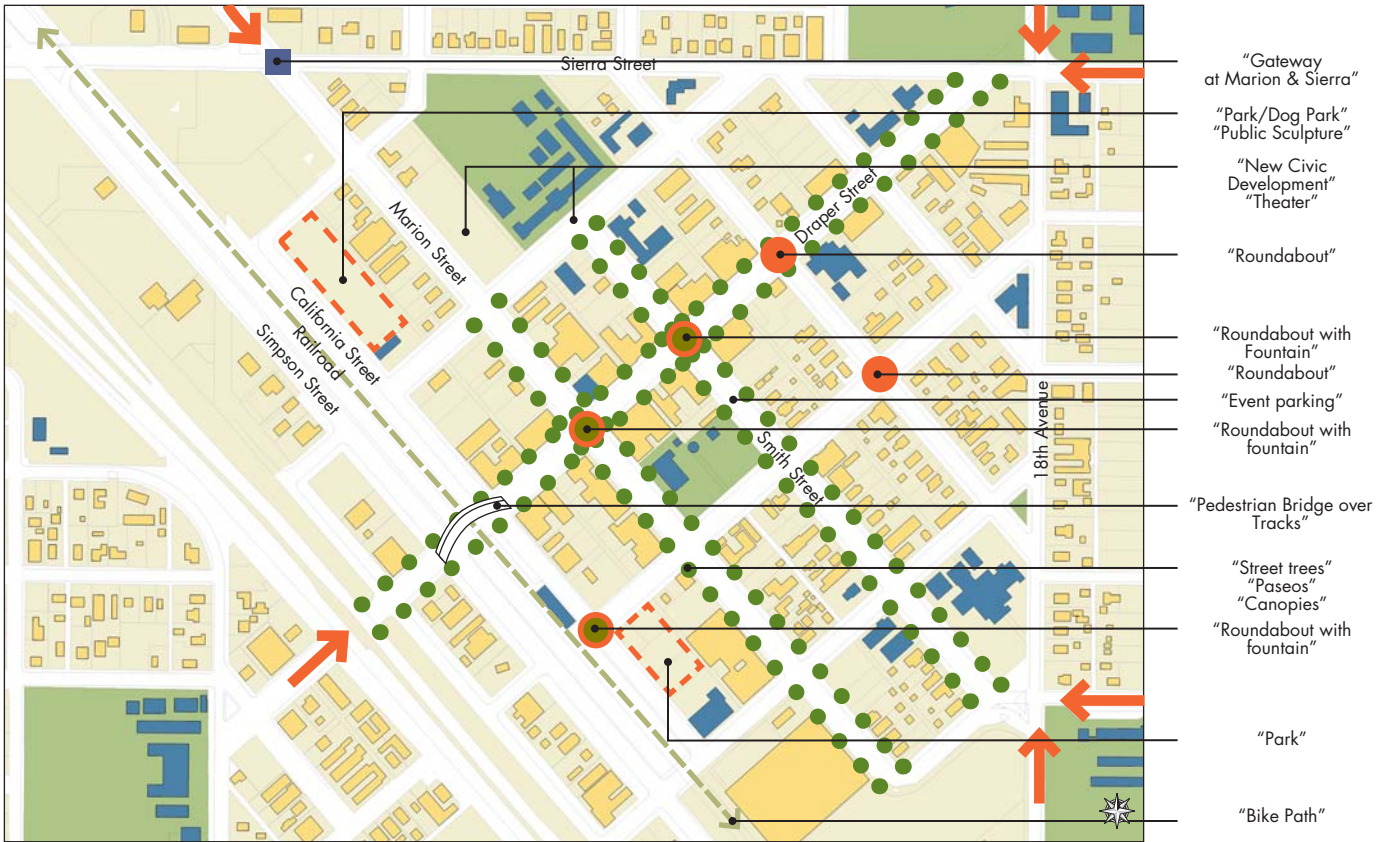 Sierra Street
Marion Street
California Street
Railroad
Simpson Street
Draper Street
Smith Street
18th Avenue
“Gateway
at Marion & Sierra”
“Park/Dog Park”
“Public Sculpture”
“New Civic
Development”
“Theater”
“Roundabout”
“Roundabout with
Fountain”
“Roundabout”
“Event parking”
“Roundabout with
fountain”
“Pedestrian Bridge over
Tracks”
“Street trees”
“Paseos”
“Canopies”
“Roundabout with
fountain”
“Park”
“Bike Path”